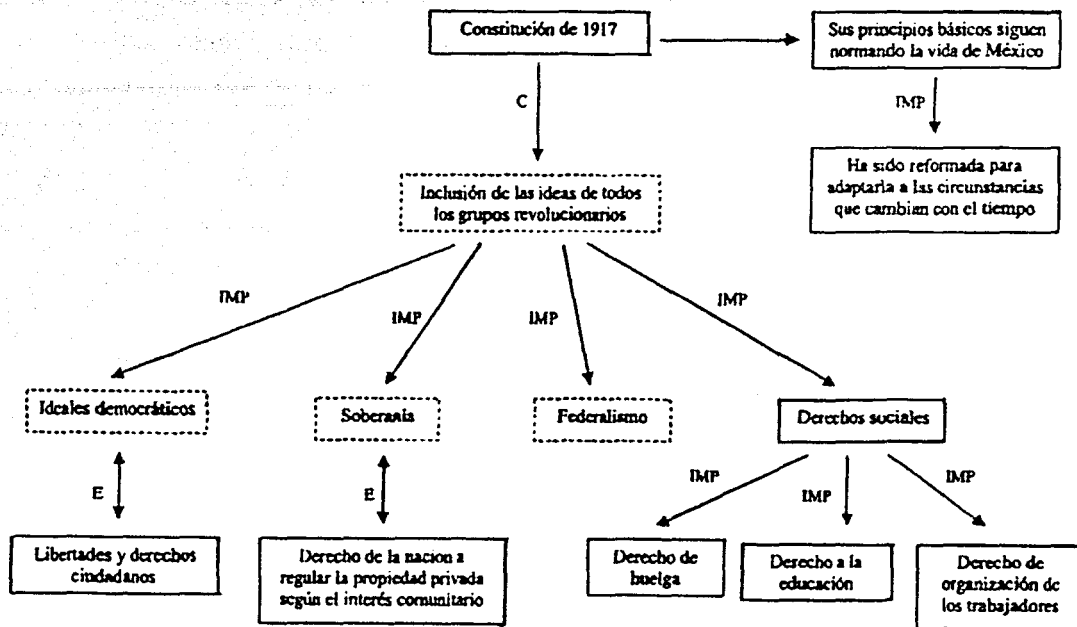 Constitución de 1917
Sus principios básicos siguen
normando la vida de México
C
IMP
Ha sido reformada para
adaptarla a las circunstancias
que cambian con el tiempo
Inclusión de las ideas de todos
los grupos revolucionarios
IMP
IMP
IMP
IMP
Ideales democráticos
Soberanía
Federalismo
Derechos sociales
E
E
IMP
IMP
IMP
Libertades y derechos
ciudadanos
Derecho de la nacion a
regular la propiedad privada
según el interés comunitario
Derecho de
huelga
Derecho a la
educación
Derecho de
organización de
los trabajadores